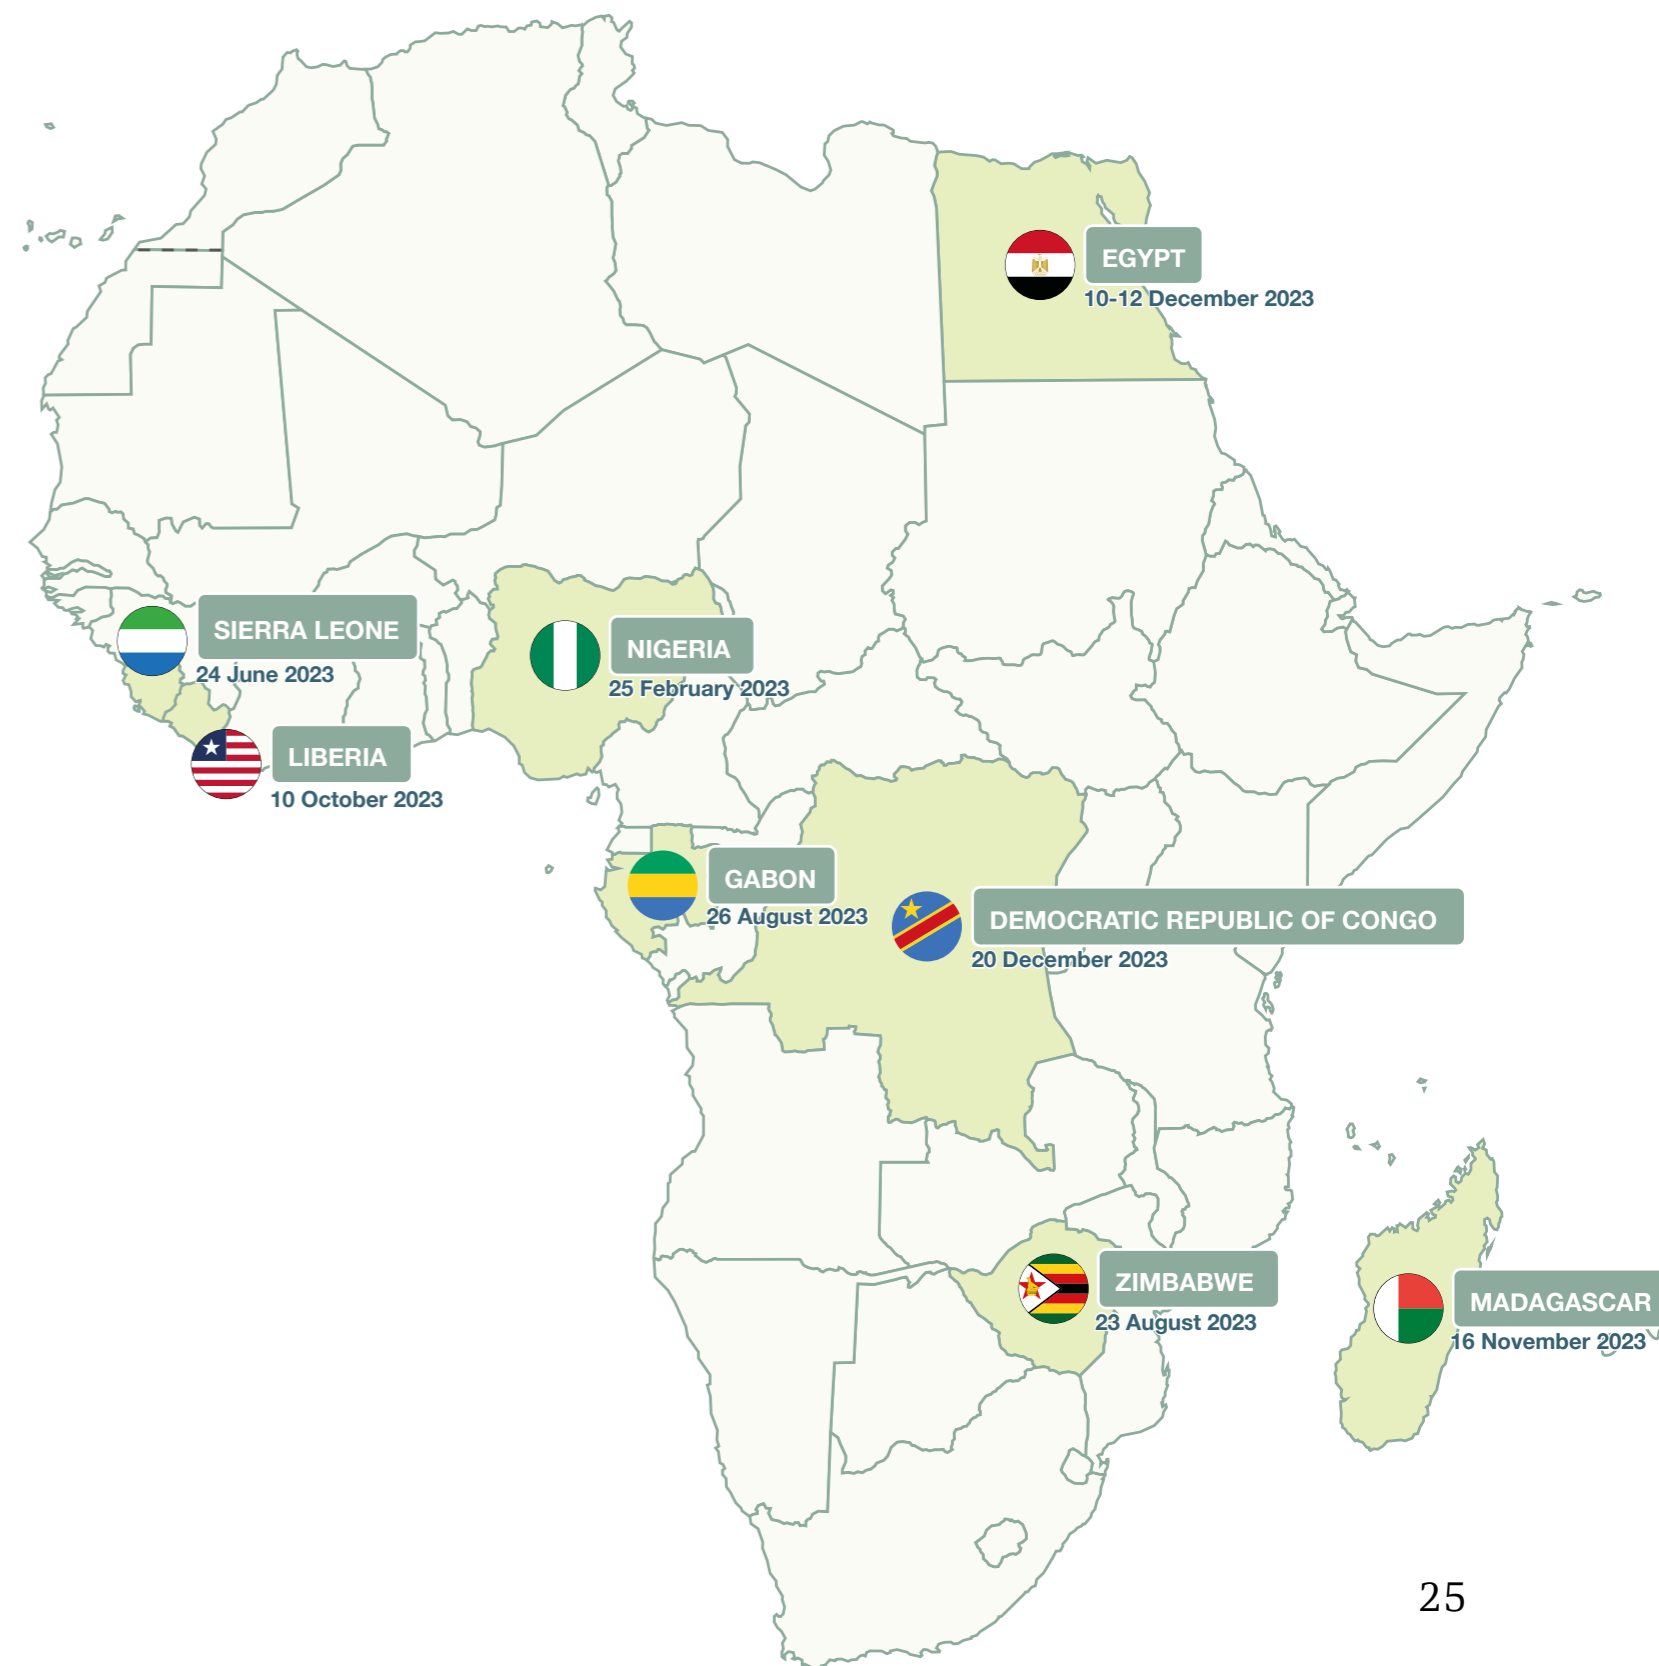 EGYPT
10-12 December 2023
SIERRA LEONE
24 June 2023
NIGERIA
25 February 2023
LIBERIA
10 October 2023
GABON
26 August 2023
DEMOCRATIC REPUBLIC OF CONGO
20 December 2023
ZIMBABWE
23 August 2023
MADAGASCAR
16 November 2023
25